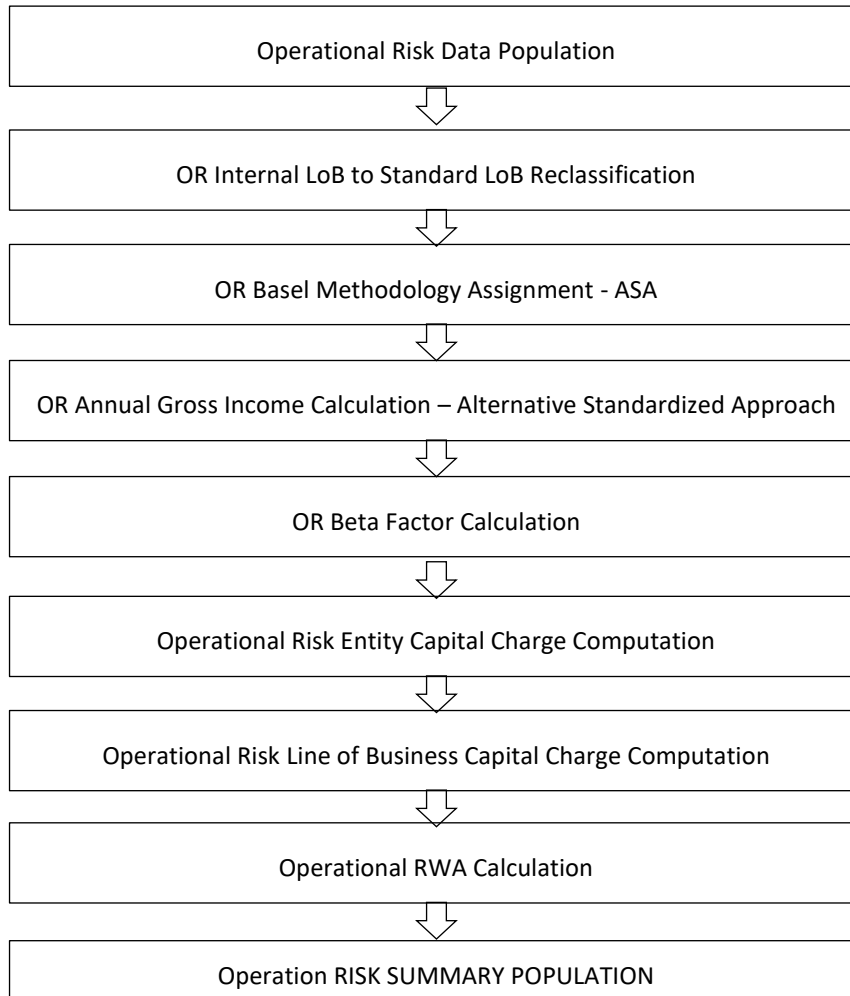 Operational Risk Data Population
OR Internal LoB to Standard LoB Reclassification
OR Basel Methodology Assignment - ASA
OR Annual Gross Income Calculation – Alternative Standardized Approach
OR Beta Factor Calculation
Operational Risk Entity Capital Charge Computation
Operational Risk Line of Business Capital Charge Computation
Operational RWA Calculation
Operation RISK SUMMARY POPULATION